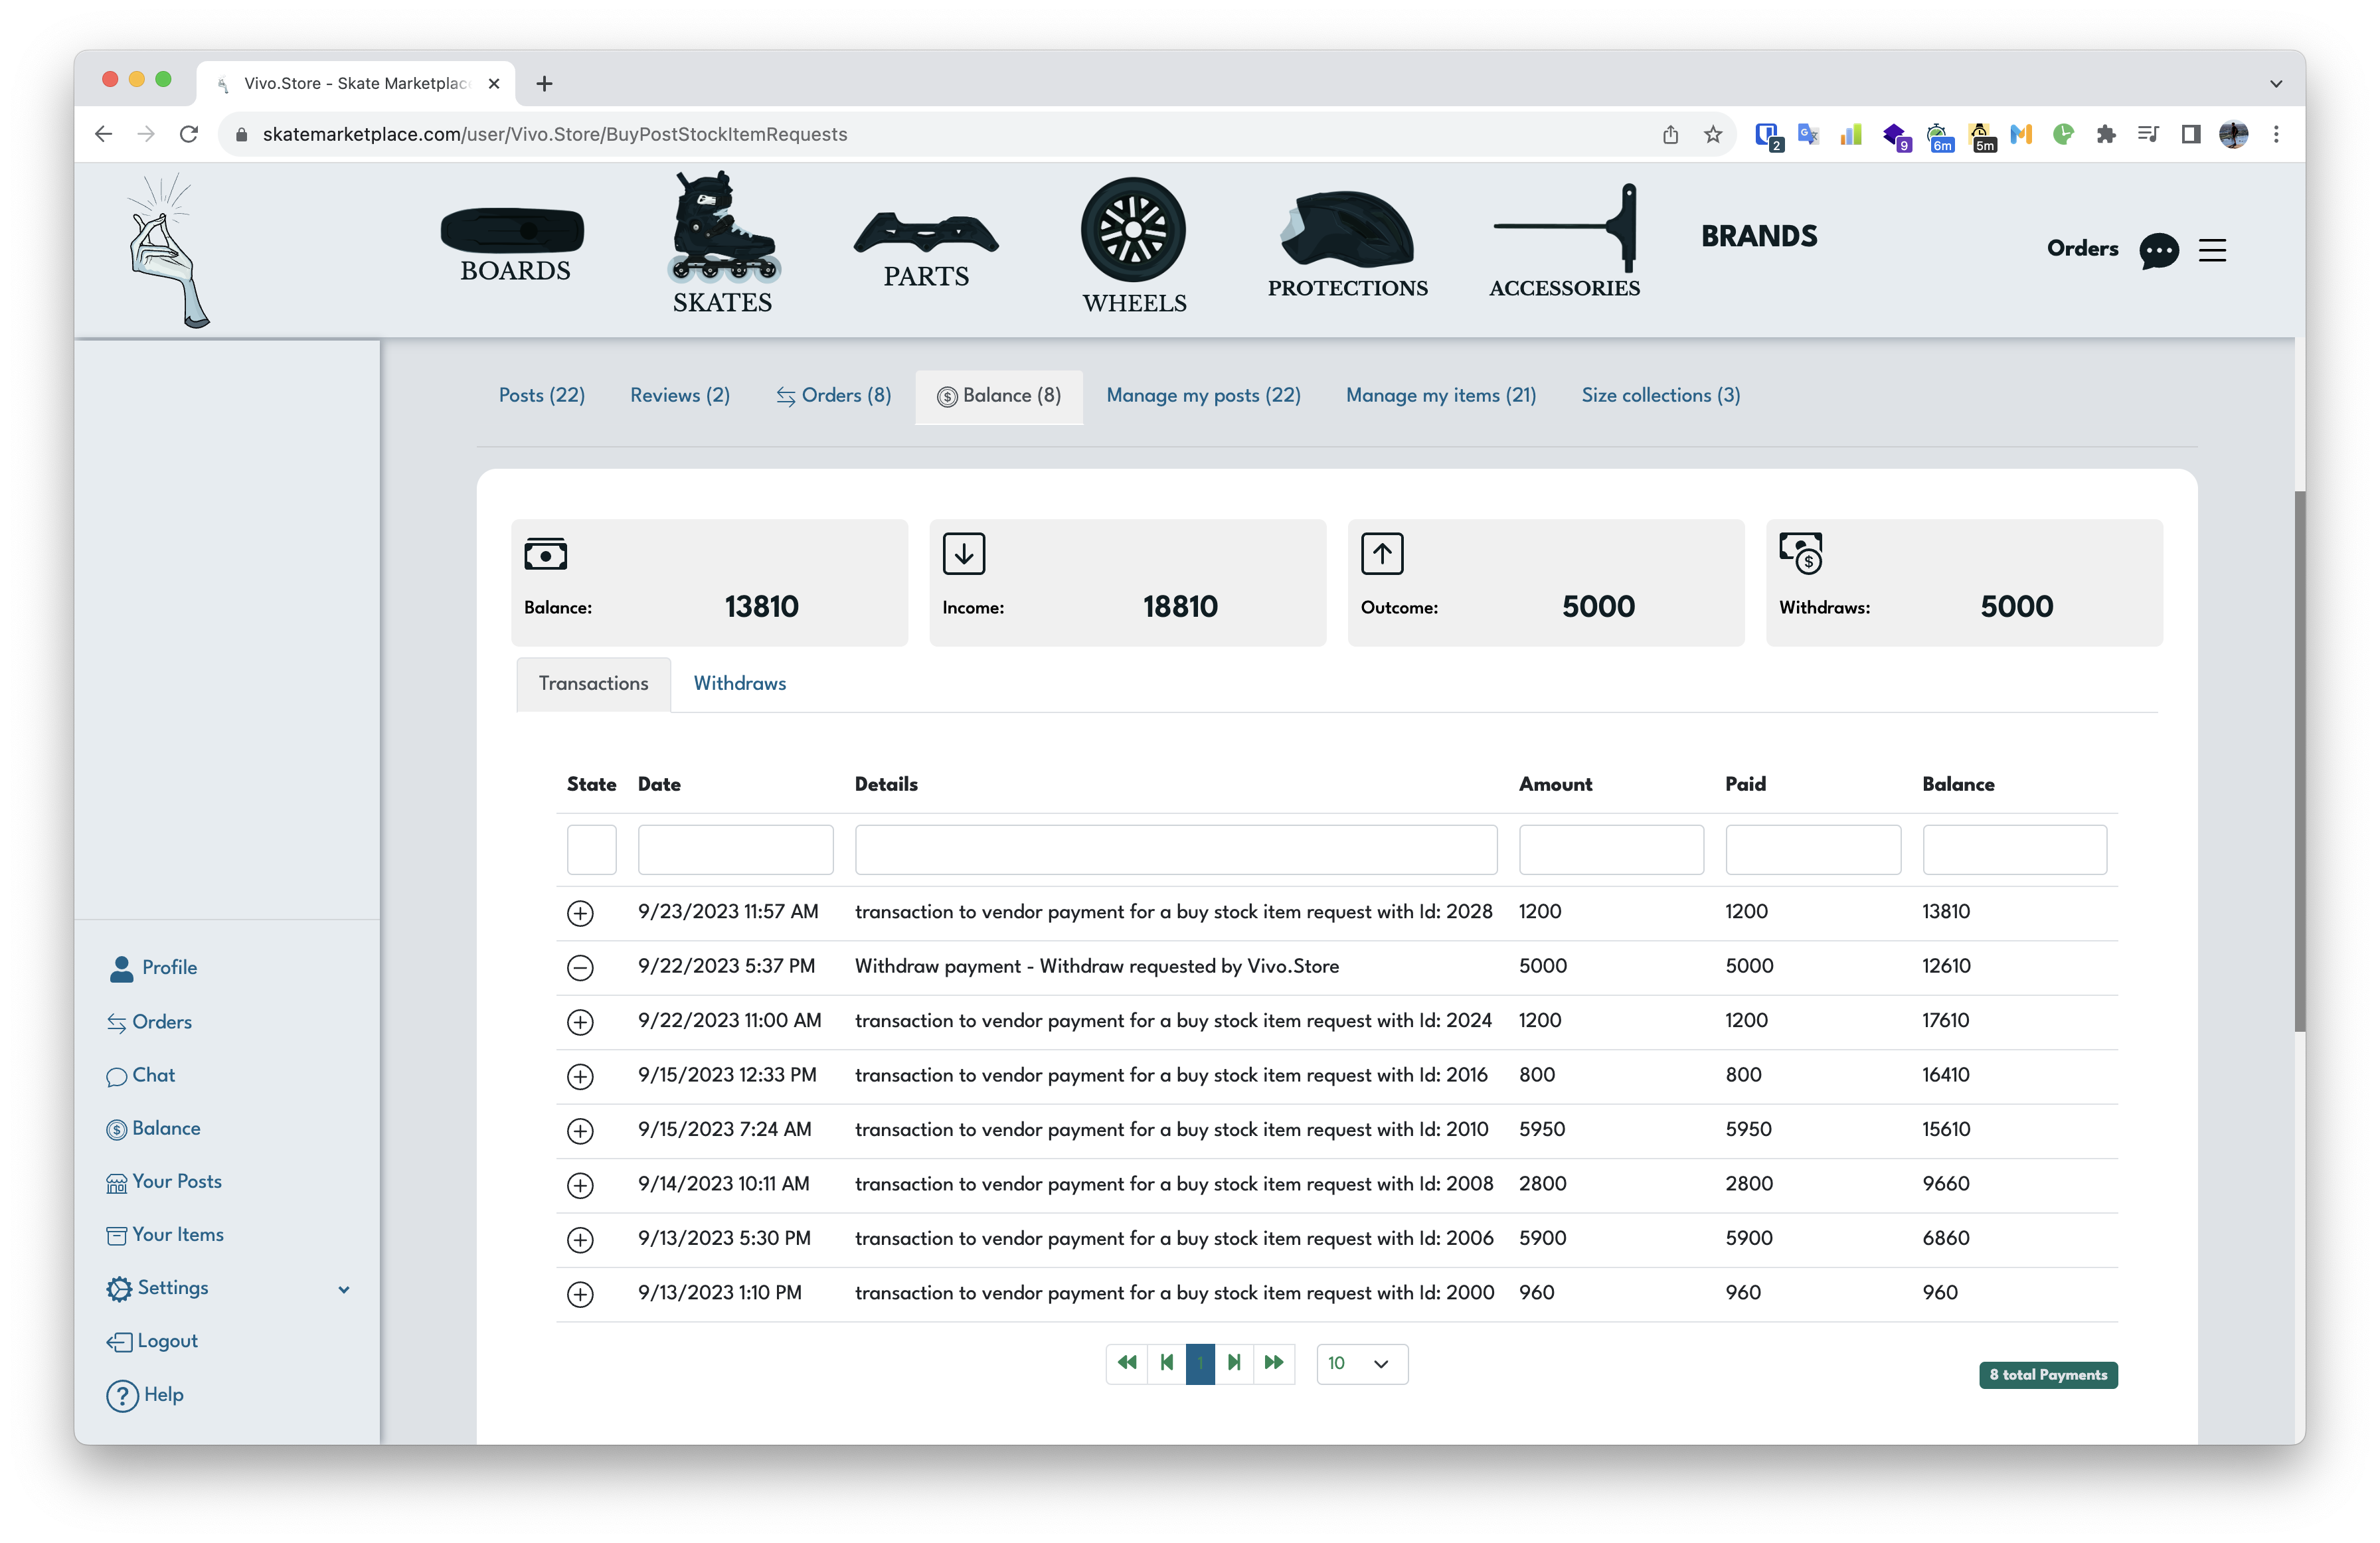 Vivo.Store - Skate Marketplac
skatemarketplace.com/user/Vivo.Store/BuyPostStockItemRequests
2
9
6m
5m
BOARDS
SKATES
PARTS
WHEELS
PROTECTIONS
ACCESSORIES
BRANDS
Orders
Posts (22) Reviews (2) Orders (8) Balance (8) Manage my posts (22) Manage my items (21) Size collections (3)
Balance: 13810
Income: 18810
Outcome: 5000
Withdraws: 5000
Transactions Withdraws
State Date Details Amount Paid Balance
9/23/2023 11:57 AM transaction to vendor payment for a buy stock item request with Id: 2028 1200 1200 13810
9/22/2023 5:37 PM Withdraw payment - Withdraw requested by Vivo.Store 5000 5000 12610
9/22/2023 11:00 AM transaction to vendor payment for a buy stock item request with Id: 2024 1200 1200 17610
9/15/2023 12:33 PM transaction to vendor payment for a buy stock item request with Id: 2016 800 800 16410
9/15/2023 7:24 AM transaction to vendor payment for a buy stock item request with Id: 2010 5950 5950 15610
9/14/2023 10:11 AM transaction to vendor payment for a buy stock item request with Id: 2008 2800 2800 9660
9/13/2023 5:30 PM transaction to vendor payment for a buy stock item request with Id: 2006 5900 5900 6860
9/13/2023 1:10 PM transaction to vendor payment for a buy stock item request with Id: 2000 960 960 960
1
10
8 total Payments
Profile
Orders
Chat
Balance
Your Posts
Your Items
Settings
Logout
Help